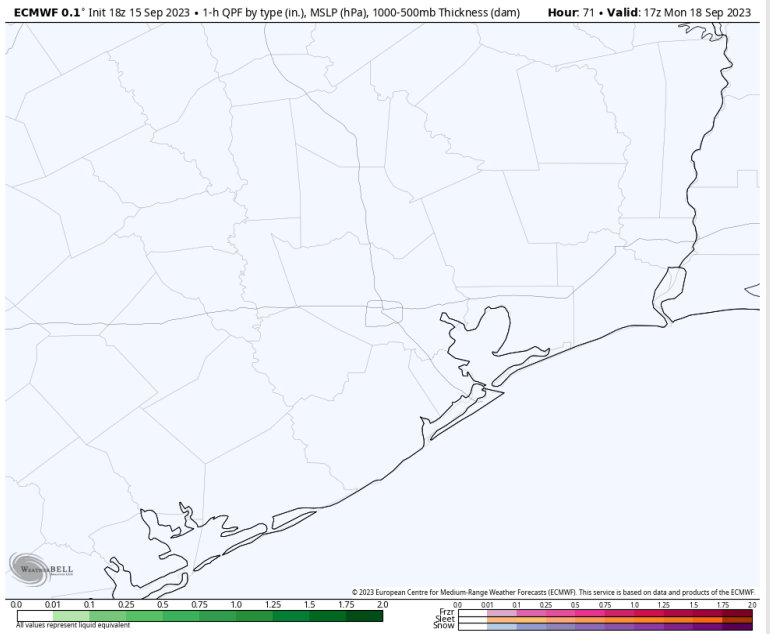 ECMWF 0.1° Init 18z 15 Sep 2023 • 1-h QPF by type (in.), MSLP (hPa), 1000-500mb Thickness (dam) Hour: 71 • Valid: 17z Mon 18 Sep 2023
WEATHERBELL
© 2023 European Centre for Medium-Range Weather Forecasts (ECMWF). This service is based on data and products of the ECMWF.
0.0 0.01 0.1 0.25 0.5 0.75 1.0 1.25 1.5 1.75 2.0
All values represent liquid equivalent
0.0 0.01 0.1 0.25 0.5 0.75 1.0 1.25 1.5 1.75 2.0
Frzr
Sleet
Snow